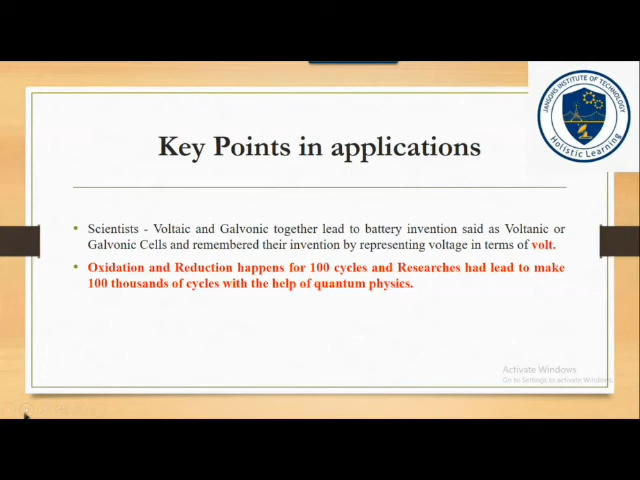 JANSONS INSTITUTE OF TECHNOLOGY
Holistic Learning
Key Points in applications
• Scientists - Voltaic and Galvonic together lead to battery invention said as Voltanic or
Galvonic Cells and remembered their invention by representing voltage in terms of volt.
• Oxidation and Reduction happens for 100 cycles and Researches had lead to make
100 thousands of cycles with the help of quantum physics.
Activate Windows
Go to Settings to activate Windows.